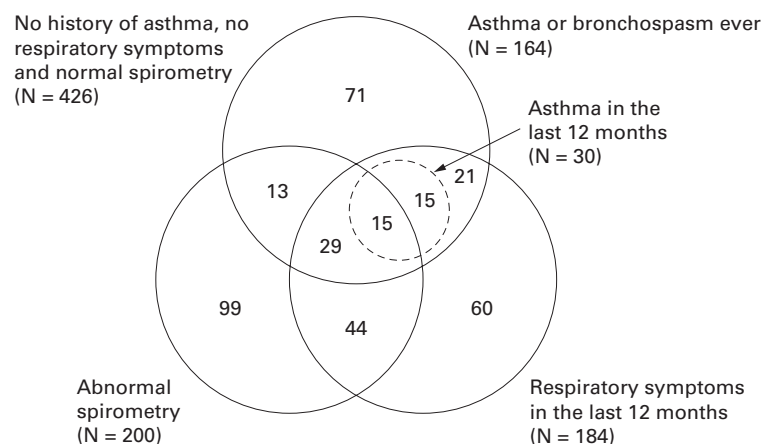 No history of asthma, no
respiratory symptoms
and normal spirometry
(N = 426)
Asthma or bronchospasm ever
(N = 164)
71
Asthma in the
last 12 months
(N = 30)
13
21
15
15
29
99
44
60
Abnormal
spirometry
(N = 200)
Respiratory symptoms
in the last 12 months
(N = 184)